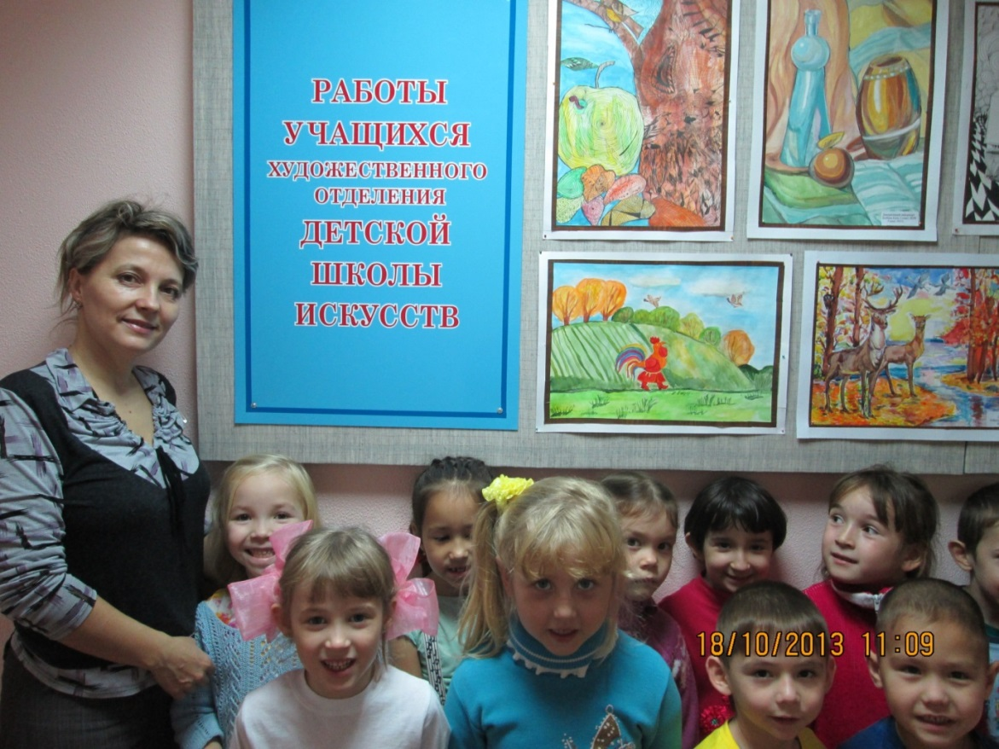 РАБОТЫ
УЧАЩИХСЯ
ХУДОЖЕСТВЕННОГО
ОТДЕЛЕНИЯ
ДЕТСКОЙ
ШКОЛЫ
ИСКУССТВ
18/10/2013 11:09